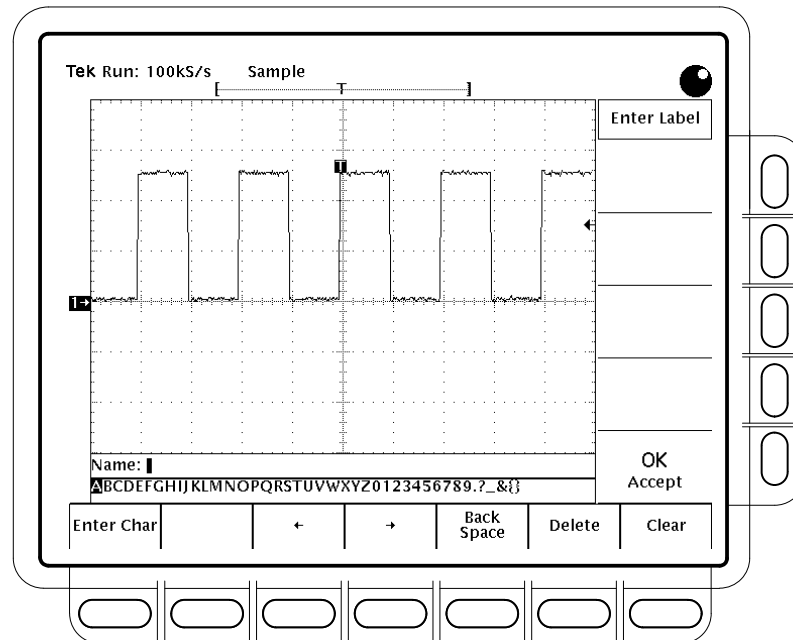 Tek Run: 100kS/s Sample
[ T ]
Enter Label
T
1→
Name:
ABCDEFGHIJKLMNOPQRSTUVWXYZ0123456789.?_&{}
OK
Accept
Enter Char ← → Back Space Delete Clear